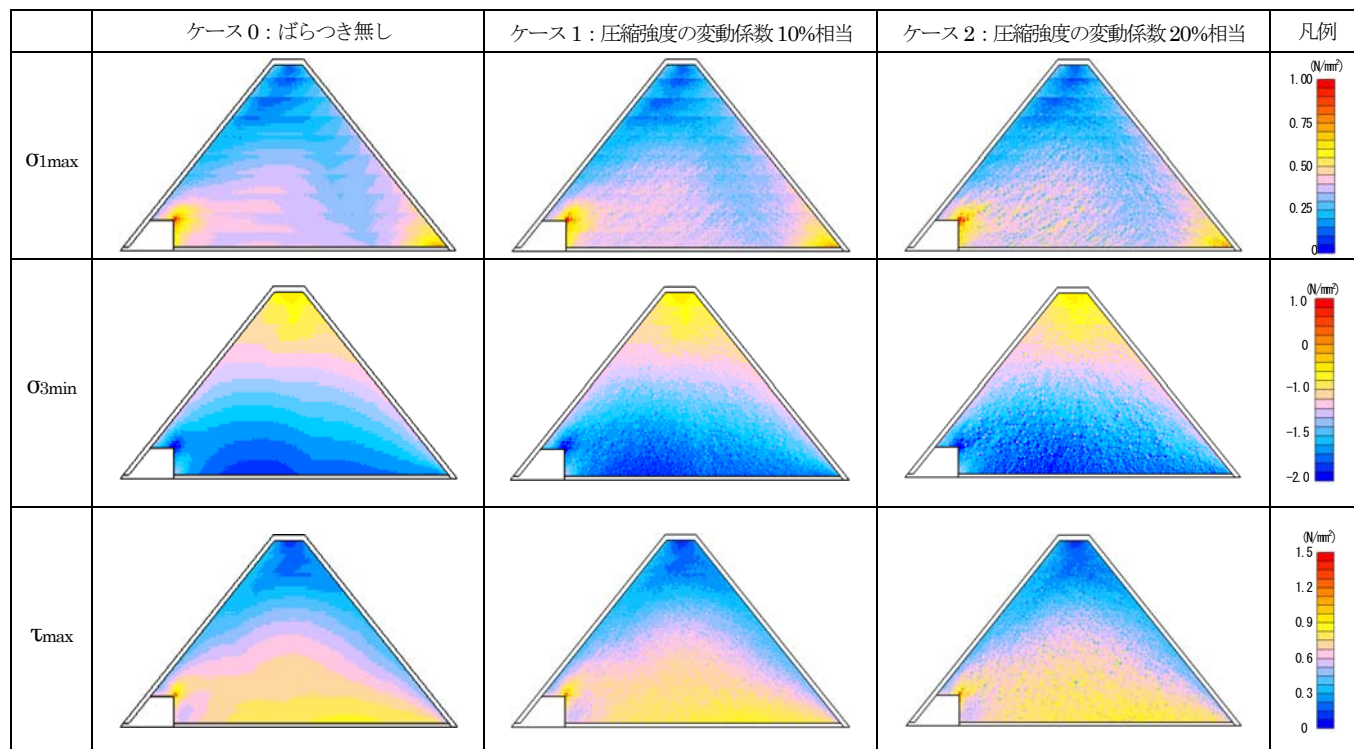 ケース 0：ばらつき無し
ケース 1：圧縮強度の変動係数 10%相当
ケース 2：圧縮強度の変動係数 20%相当
凡例
σ1max
(N/mm²)
1.00
0.75
0.50
0.25
0
σ3min
(N/mm²)
1.0
0
-1.0
-1.5
-2.0
τmax
(N/mm²)
1.5
1.2
0.9
0.6
0.3
0